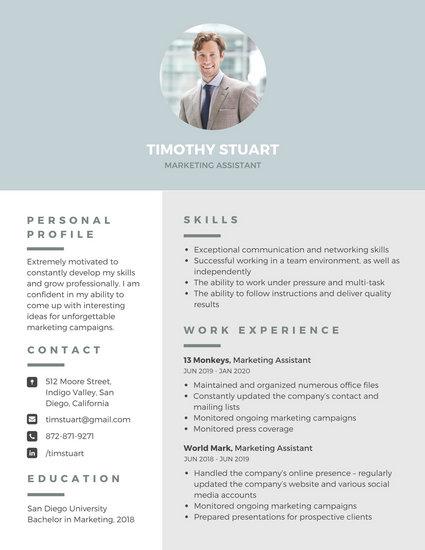 TIMOTHY STUART
MARKETING ASSISTANT
PERSONAL
PROFILE
Extremely motivated to
constantly develop my skills
and grow professionally. I am
confident in my ability to
come up with interesting
ideas for unforgettable
marketing campaigns.
CONTACT
512 Moore Street,
Indigo Valley, San
Diego, California
timstuart@gmail.com
872-871-9271
in
/timstuart
EDUCATION
San Diego University
Bachelor in Marketing, 2018
SKILLS
• Exceptional communication and networking skills
• Successful working in a team environment, as well as
independently
• The ability to work under pressure and multi-task
• The ability to follow instructions and deliver quality
results
WORK EXPERIENCE
13 Monkeys, Marketing Assistant
JUN 2019 - JAN 2020
• Maintained and organized numerous office files
• Constantly updated the company's contact and
mailing lists
• Monitored ongoing marketing campaigns
• Monitored press coverage
World Mark, Marketing Assistant
JUN 2018 - JUN 2019
• Handled the company's online presence – regularly
updated the company's website and various social
media accounts
• Monitored ongoing marketing campaigns
• Prepared presentations for prospective clients